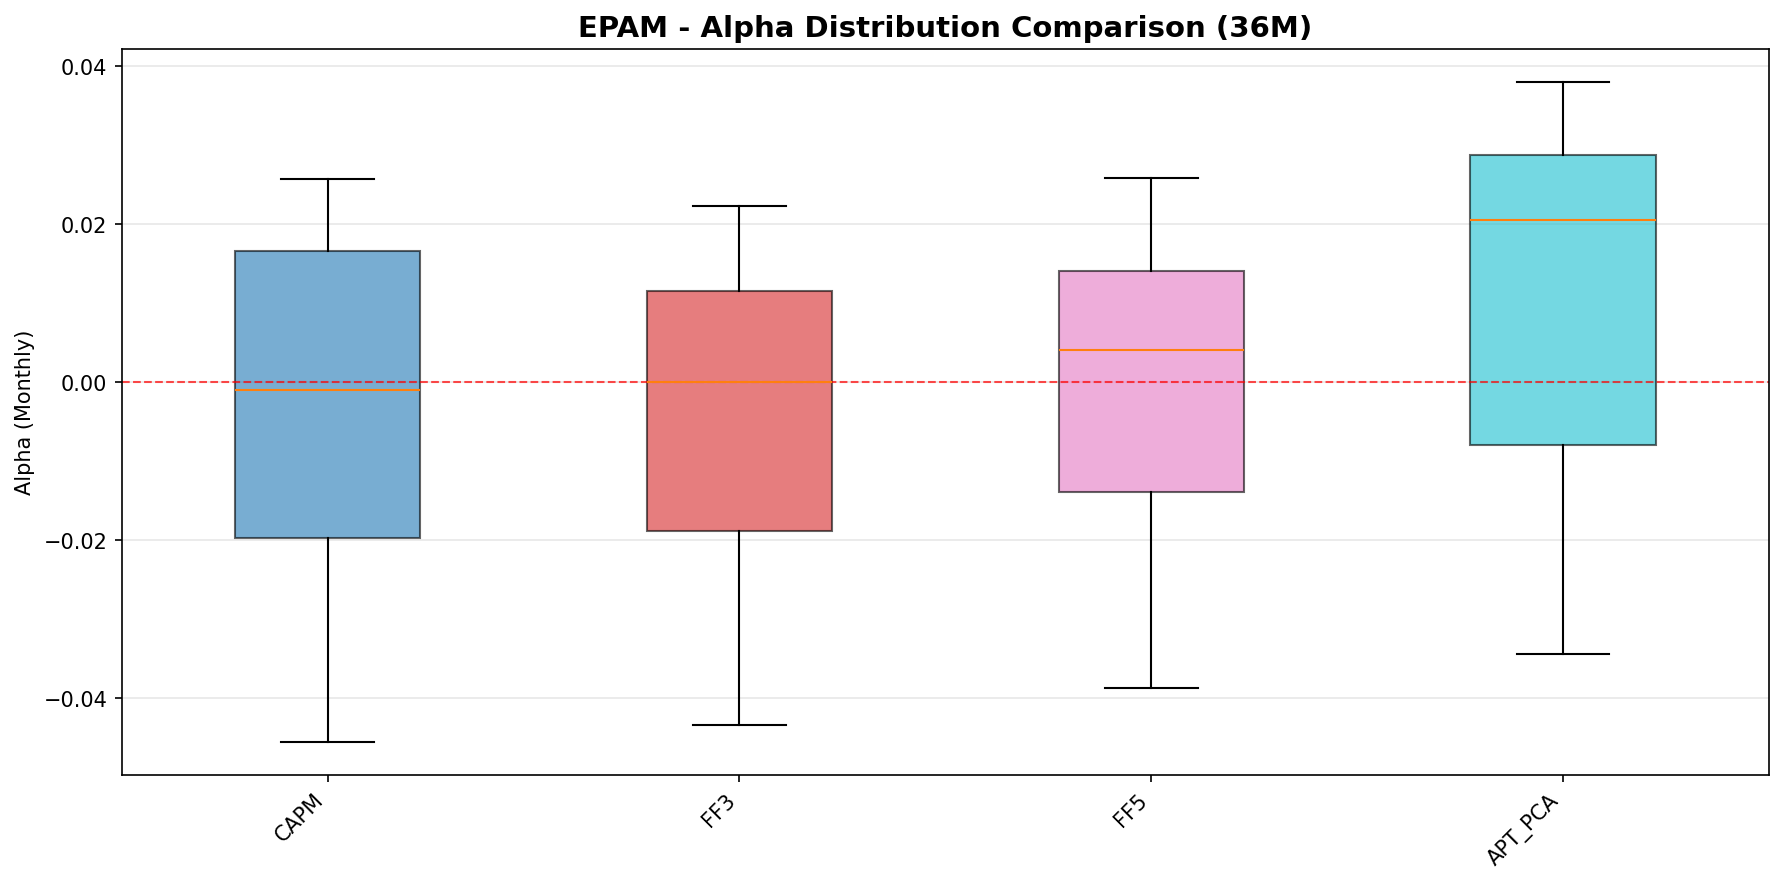 EPAM - Alpha Distribution Comparison (36M)
Alpha (Monthly)
0.04
0.02
0.00
−0.02
−0.04
CAPM
FF3
FF5
APT_PCA